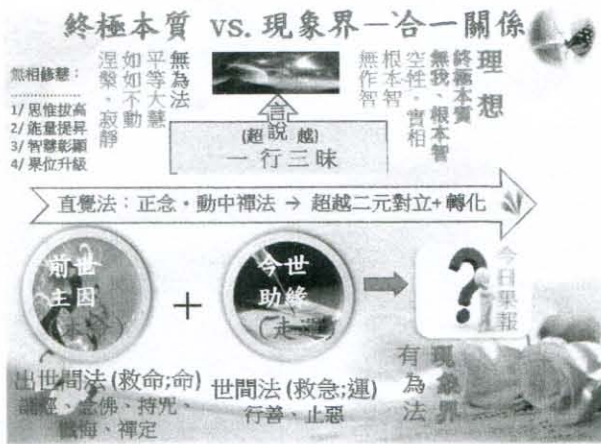 終極本質 vs. 現象界—合一關係
無相修慧：
1/ 思惟拔高
2/ 能量提昇
3/ 智慧彰顯
4/ 果位升級
無為法
平等大慧
如如不動
涅槃、寂靜
言說
(超 越)
一 行 三 昧
理想
終極本質
無我、根本智
空性、實相
根本智
無作智
直覺法：正念・動中禪法 → 超越二元對立+ 轉化
前世
主因
+
今世
助緣
(走運)
?
今日果報
出世間法 (救命;命)
誦經、念佛、持咒、
懺悔、禪定
世間法 (救急;運)
行善、止惡
現象界
有為法